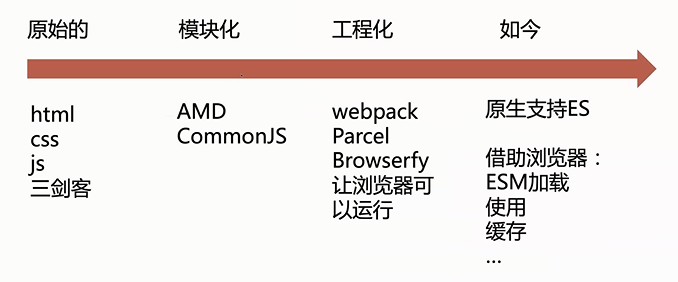 原始的
模块化
工程化
如今
html
css
js
三剑客
AMD
CommonJS
webpack
Parcel
Browserfy
让浏览器可
以运行
原生支持ES
借助浏览器：
ESM加载
使用
缓存
...